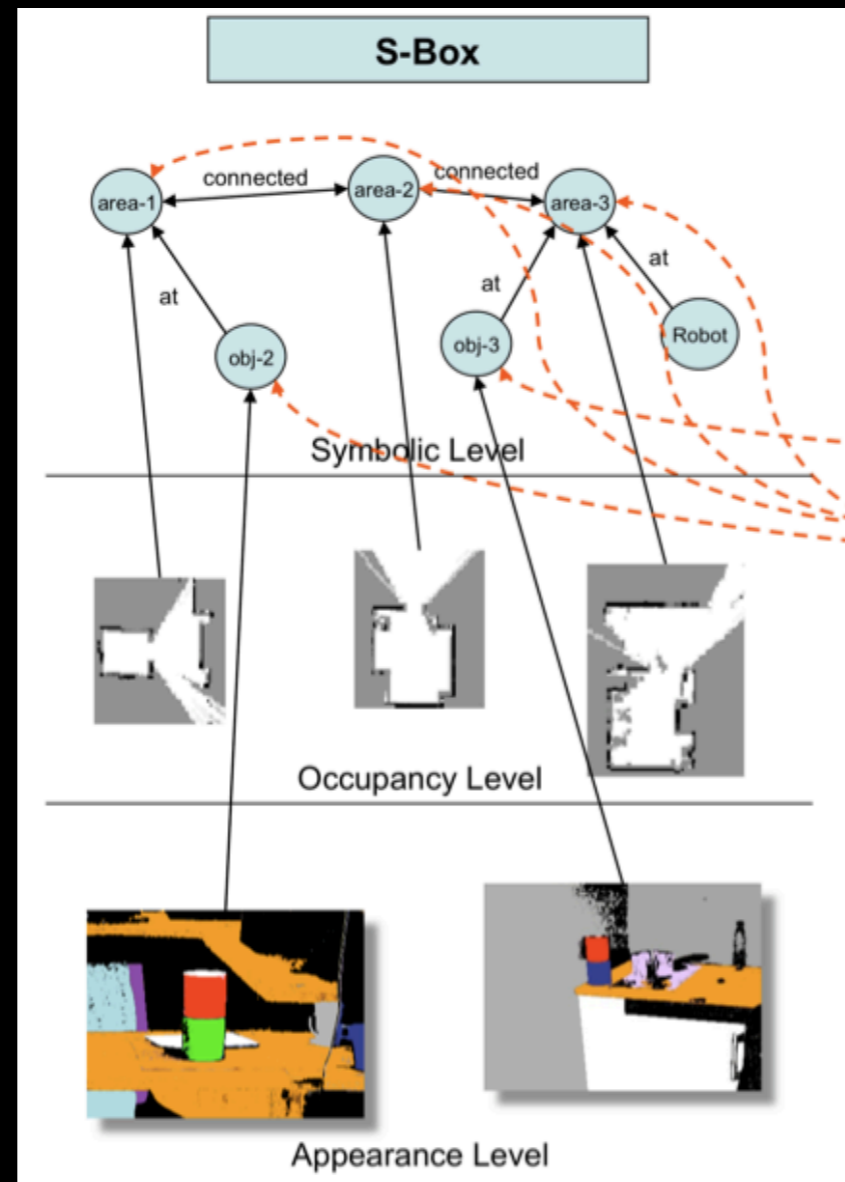 S-Box
connected
connected
area-1
area-2
area-3
at
at
at
obj-2
obj-3
Robot
Symbolic Level
Occupancy Level
Appearance Level